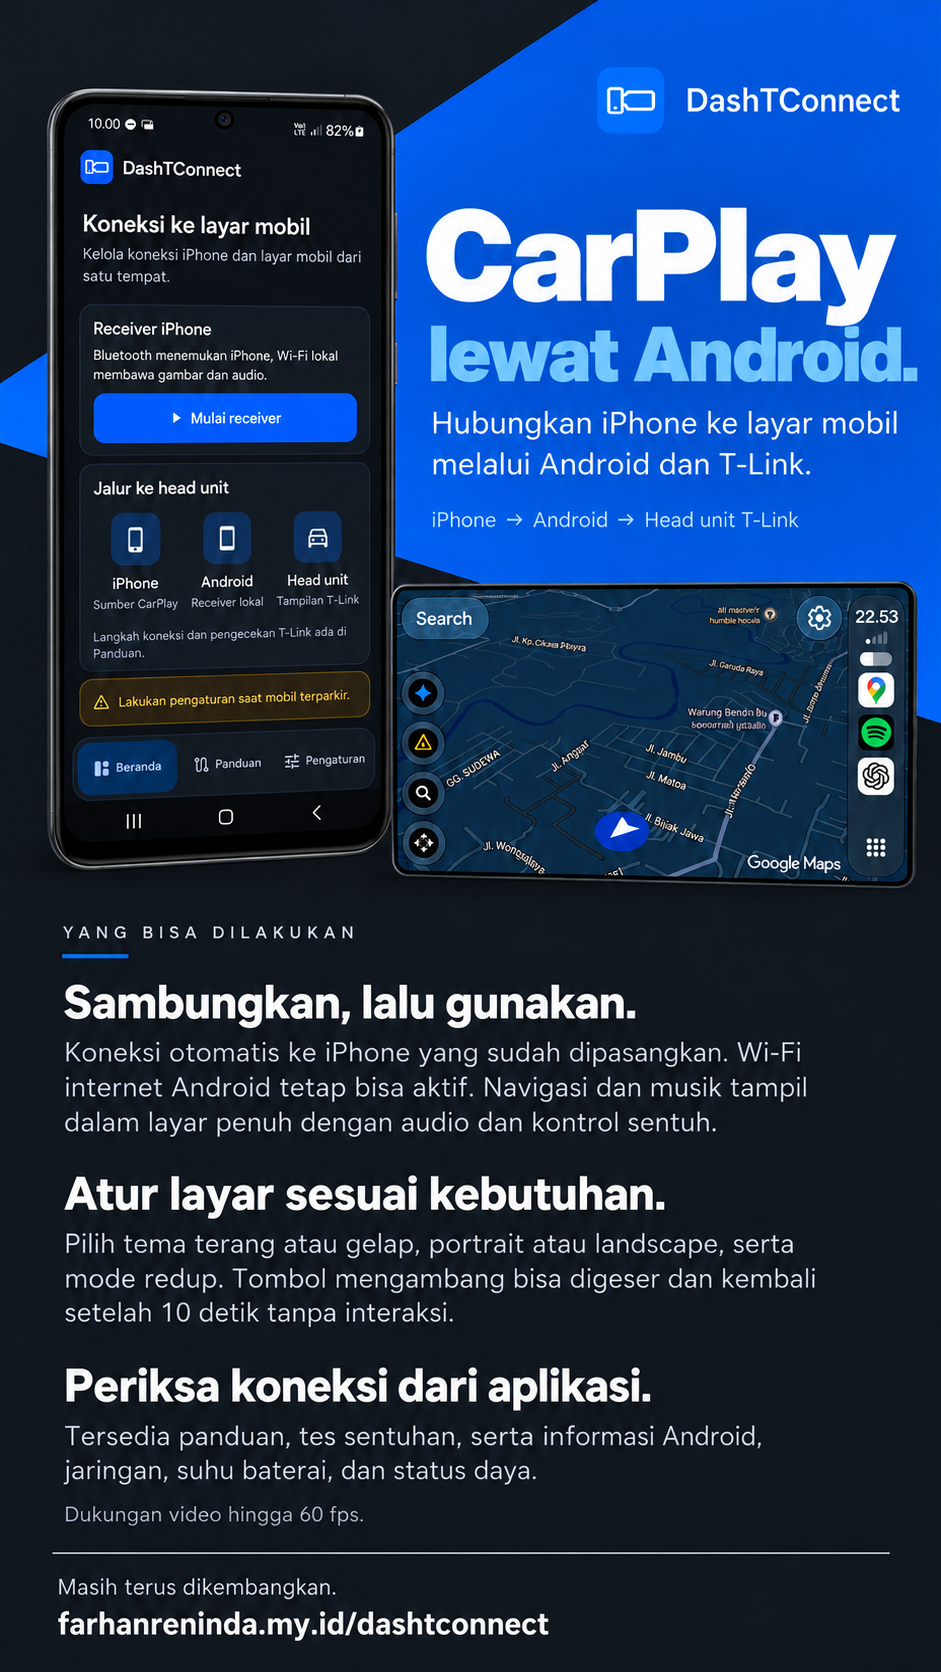 DashTConnect
CarPlay
lewat Android.
Hubungkan iPhone ke layar mobil
melalui Android dan T-Link.
iPhone → Android → Head unit T-Link
10.00
VoLTE
82%
DashTConnect
Koneksi ke layar mobil
Kelola koneksi iPhone dan layar mobil dari
satu tempat.
Receiver iPhone
Bluetooth menemukan iPhone, Wi-Fi lokal
membawa gambar dan audio.
Mulai receiver
Jalur ke head unit
iPhone
Sumber CarPlay
Android
Receiver lokal
Head unit
Tampilan T-Link
Langkah koneksi dan pengecekan T-Link ada di
Panduan.
Lakukan pengaturan saat mobil terparkir.
Beranda
Panduan
Pengaturan
Search
22.53
Jl. Garuda Raya
Warung
GG. SUDEWA
Jl. Jambu
Jl. Matoa
Jawa
Google Maps
YANG BISA DILAKUKAN
Sambungkan, lalu gunakan.
Koneksi otomatis ke iPhone yang sudah dipasangkan. Wi-Fi
internet Android tetap bisa aktif. Navigasi dan musik tampil
dalam layar penuh dengan audio dan kontrol sentuh.
Atur layar sesuai kebutuhan.
Pilih tema terang atau gelap, portrait atau landscape, serta
mode redup. Tombol mengambang bisa digeser dan kembali
setelah 10 detik tanpa interaksi.
Periksa koneksi dari aplikasi.
Tersedia panduan, tes sentuhan, serta informasi Android,
jaringan, suhu baterai, dan status daya.
Dukungan video hingga 60 fps.
Masih terus dikembangkan.
farhanreninda.my.id/dashtconnect